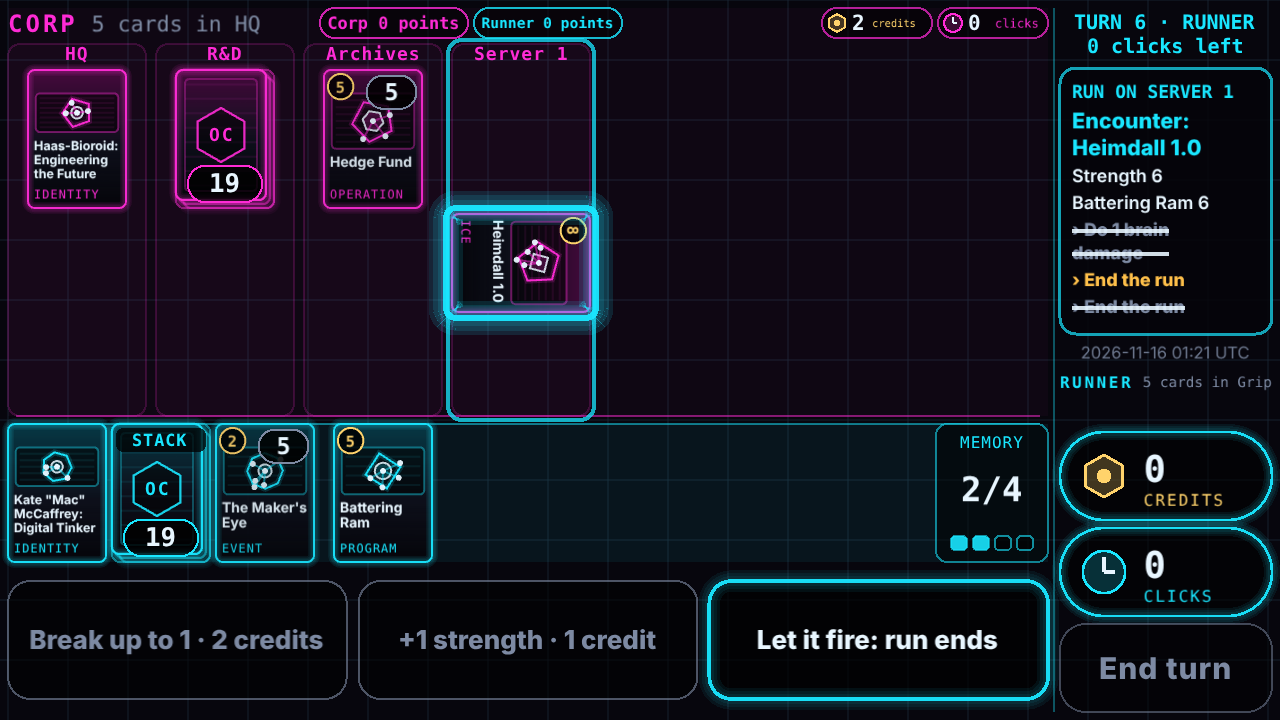 CORP 5 cards in HQ
Corp 0 points
Runner 0 points
2 credits
0 clicks
TURN 6 · RUNNER
0 clicks left
HQ
R&D
Archives
Server 1
Haas-Bioroid:
Engineering
the Future
IDENTITY
OC
19
5
5
Hedge Fund
OPERATION
ICE
Heimdall 1.0
8
RUN ON SERVER 1
Encounter:
Heimdall 1.0
Strength 6
Battering Ram 6
› Do 1 brain
damage
› End the run
› End the run
2026-11-16 01:21 UTC
RUNNER 5 cards in Grip
Kate "Mac"
McCaffrey:
Digital Tinker
IDENTITY
STACK
OC
19
2
5
The Maker's
Eye
EVENT
5
Battering
Ram
PROGRAM
MEMORY
2/4
0
CREDITS
0
CLICKS
Break up to 1 · 2 credits
+1 strength · 1 credit
Let it fire: run ends
End turn